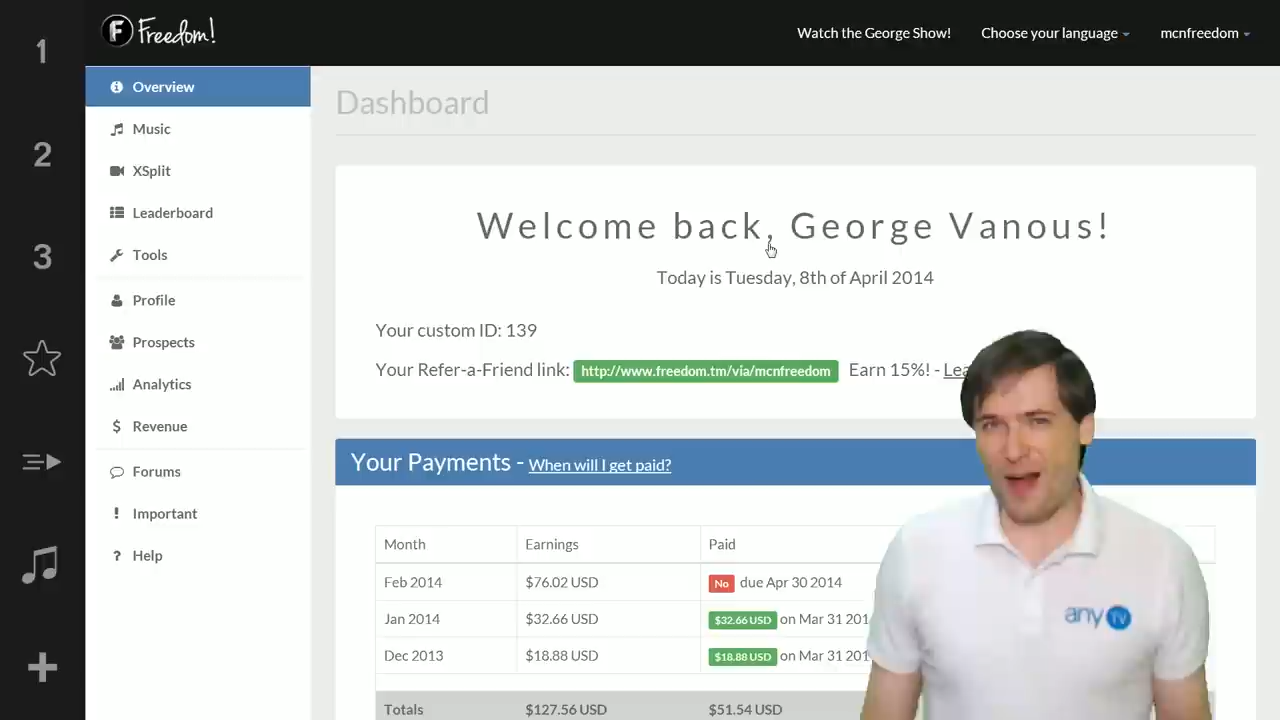 1
2
3
F Freedom!
Watch the George Show!
Choose your language
mcnfreedom
Overview
Music
XSplit
Leaderboard
Tools
Profile
Prospects
Analytics
$ Revenue
Forums
! Important
? Help
Dashboard
Welcome back, George Vanous!
Today is Tuesday, 8th of April 2014
Your custom ID: 139
Your Refer-a-Friend link: http://www.freedom.tm/via/mcnfreedom Earn 15%! - Lea
Your Payments - When will I get paid?
Month Earnings Paid
Feb 2014 $76.02 USD No due Apr 30 2014
Jan 2014 $32.66 USD $32.66 USD on Mar 31 201
Dec 2013 $18.88 USD $18.88 USD on Mar 31 201
Totals $127.56 USD $51.54 USD
any TV